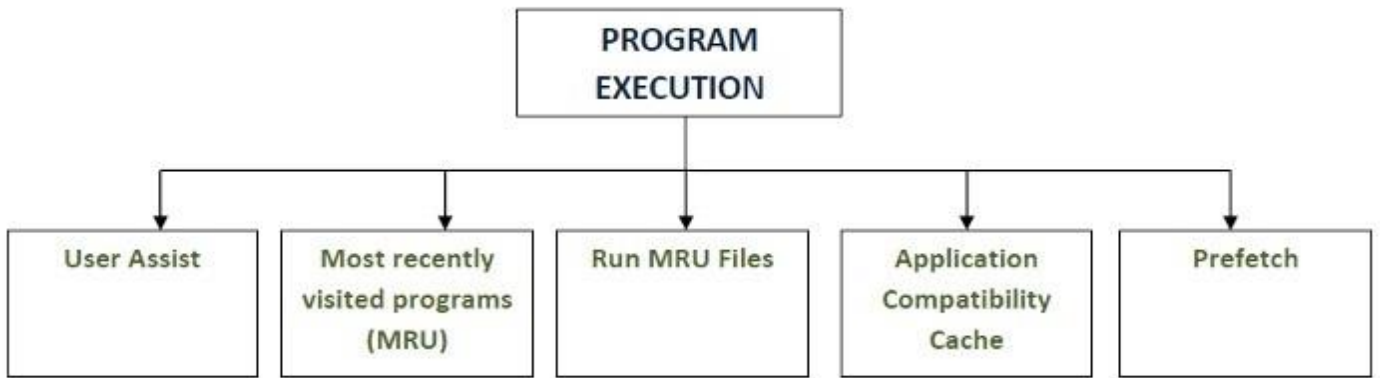 PROGRAM
EXECUTION
User Assist
Most recently
visited programs
(MRU)
Run MRU Files
Application
Compatibility
Cache
Prefetch